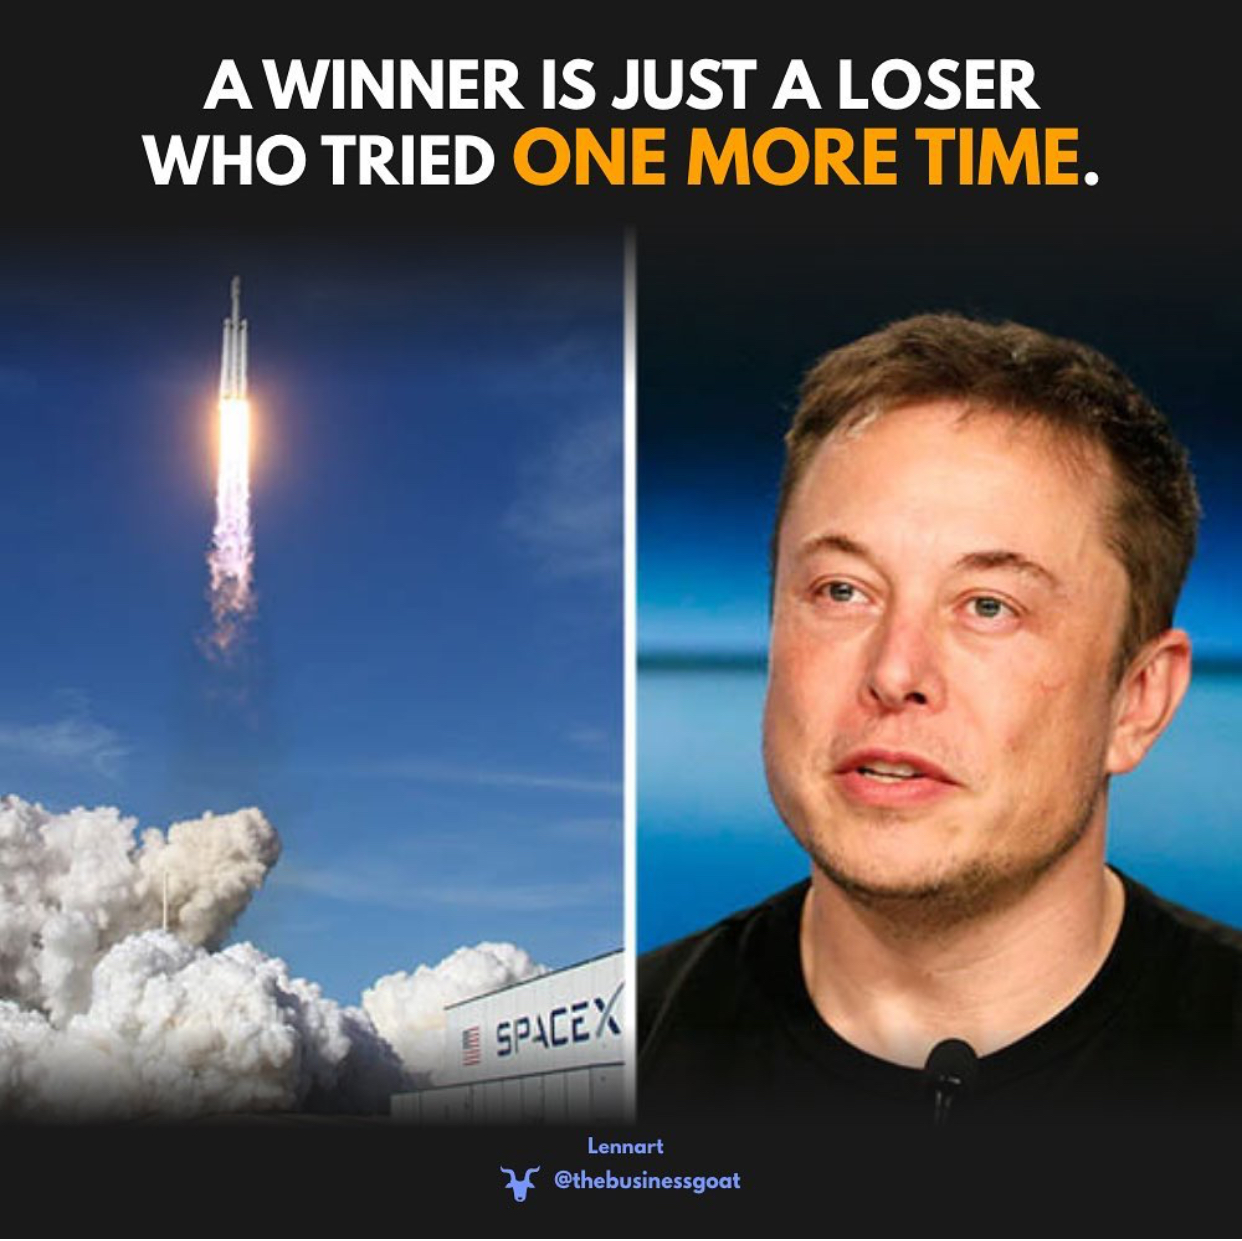 A WINNER IS JUST A LOSER
WHO TRIED ONE MORE TIME.
SPACEX
Lennart
@thebusinessgoat